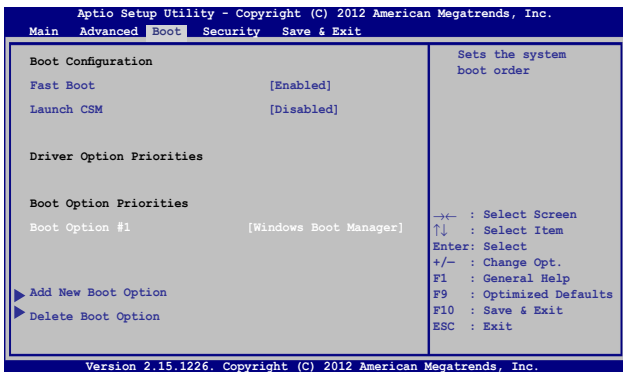 Aptio Setup Utility - Copyright (C) 2012 American Megatrends, Inc.
Main Advanced Boot Security Save & Exit
Boot Configuration
Fast Boot [Enabled]
Launch CSM [Disabled]
Driver Option Priorities
Boot Option Priorities
Boot Option #1 [Windows Boot Manager]
Add New Boot Option
Delete Boot Option
Sets the system
boot order
→← : Select Screen
↑↓ : Select Item
Enter: Select
+/— : Change Opt.
F1 : General Help
F9 : Optimized Defaults
F10 : Save & Exit
ESC : Exit
Version 2.15.1226. Copyright (C) 2012 American Megatrends, Inc.